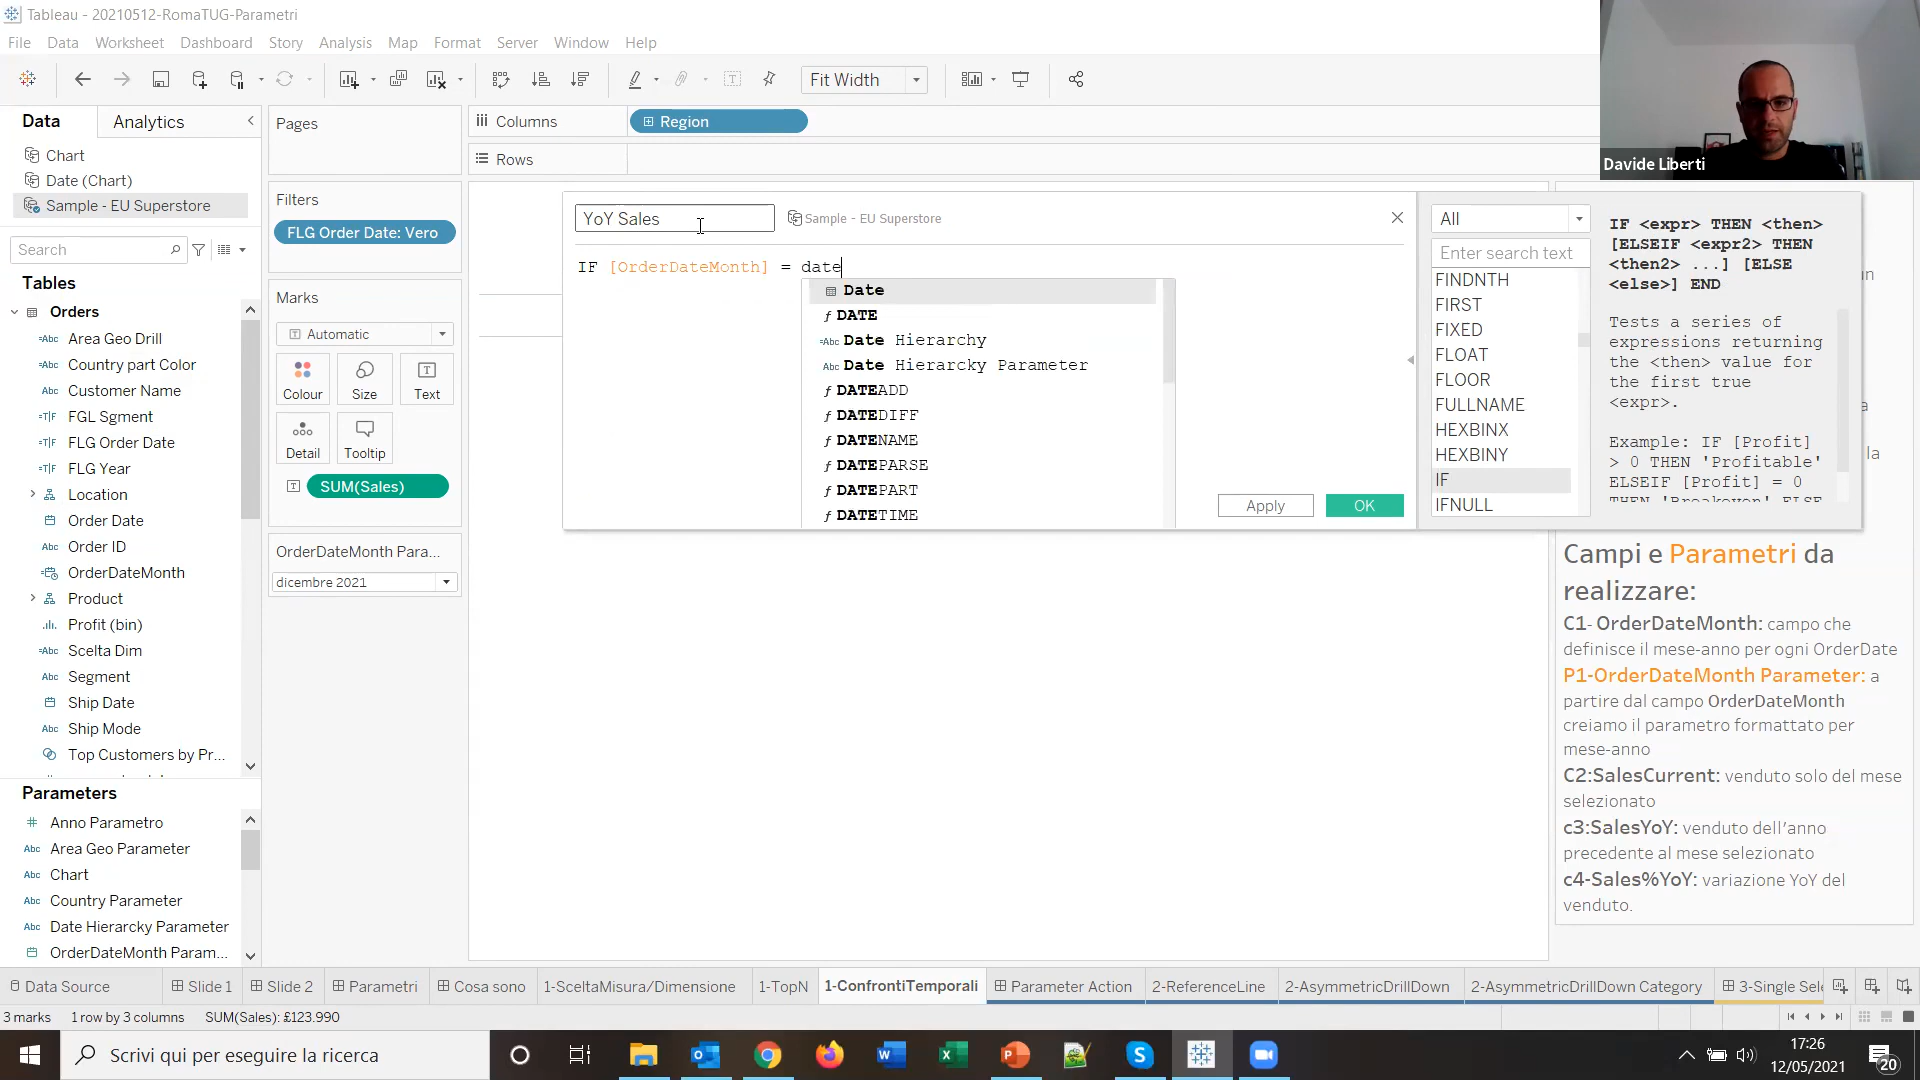 Tableau - 20210512-RomaTUG-Parametri
File Data Worksheet Dashboard Story Analysis Map Format Server Window Help
Fit Width
Data Analytics
Chart
Date (Chart)
Sample - EU Superstore
Search
Tables
Orders
Area Geo Drill
Country part Color
Customer Name
FGL Sgment
FLG Order Date
FLG Year
Location
Order Date
Order ID
OrderDateMonth
Product
Profit (bin)
Scelta Dim
Segment
Ship Date
Ship Mode
Top Customers by Pr...
Parameters
Anno Parametro
Area Geo Parameter
Chart
Country Parameter
Date Hierarcky Parameter
OrderDateMonth Param...
Pages
Filters
FLG Order Date: Vero
Marks
Automatic
Colour Size Text
Detail Tooltip
SUM(Sales)
OrderDateMonth Para...
dicembre 2021
Columns Region
Rows
YoY Sales Sample - EU Superstore
IF [OrderDateMonth] = date
Date
DATE
Date Hierarchy
Date Hierarcky Parameter
DATEADD
DATEDIFF
DATENAME
DATEPARSE
DATEPART
DATETIME
Apply OK
All
Enter search text
FINDNTH
FIRST
FIXED
FLOAT
FLOOR
FULLNAME
HEXBINX
HEXBINY
IF
IFNULL
IF <expr> THEN <then>
[ELSEIF <expr2> THEN
<then2> ...] [ELSE
<else>] END
Tests a series of
expressions returning
the <then> value for
the first true
<expr>.
Example: IF [Profit]
> 0 THEN 'Profitable'
ELSEIF [Profit] = 0
THEN 'Breakeven' ELSE
Davide Liberti
Campi e Parametri da
realizzare:
C1- OrderDateMonth: campo che
definisce il mese-anno per ogni OrderDate
P1-OrderDateMonth Parameter: a
partire dal campo OrderDateMonth
creiamo il parametro formattato per
mese-anno
C2:SalesCurrent: venduto solo del mese
selezionato
c3:SalesYoY: venduto dell'anno
precedente al mese selezionato
c4-Sales%YoY: variazione YoY del
venduto.
Data Source Slide 1 Slide 2 Parametri Cosa sono 1-SceltaMisura/Dimensione 1-TopN 1-ConfrontiTemporali Parameter Action 2-ReferenceLine 2-AsymmetricDrillDown 2-AsymmetricDrillDown Category 3-Single Sele
3 marks 1 row by 3 columns SUM(Sales): £123.990
Scrivi qui per eseguire la ricerca
17:26
12/05/2021
20